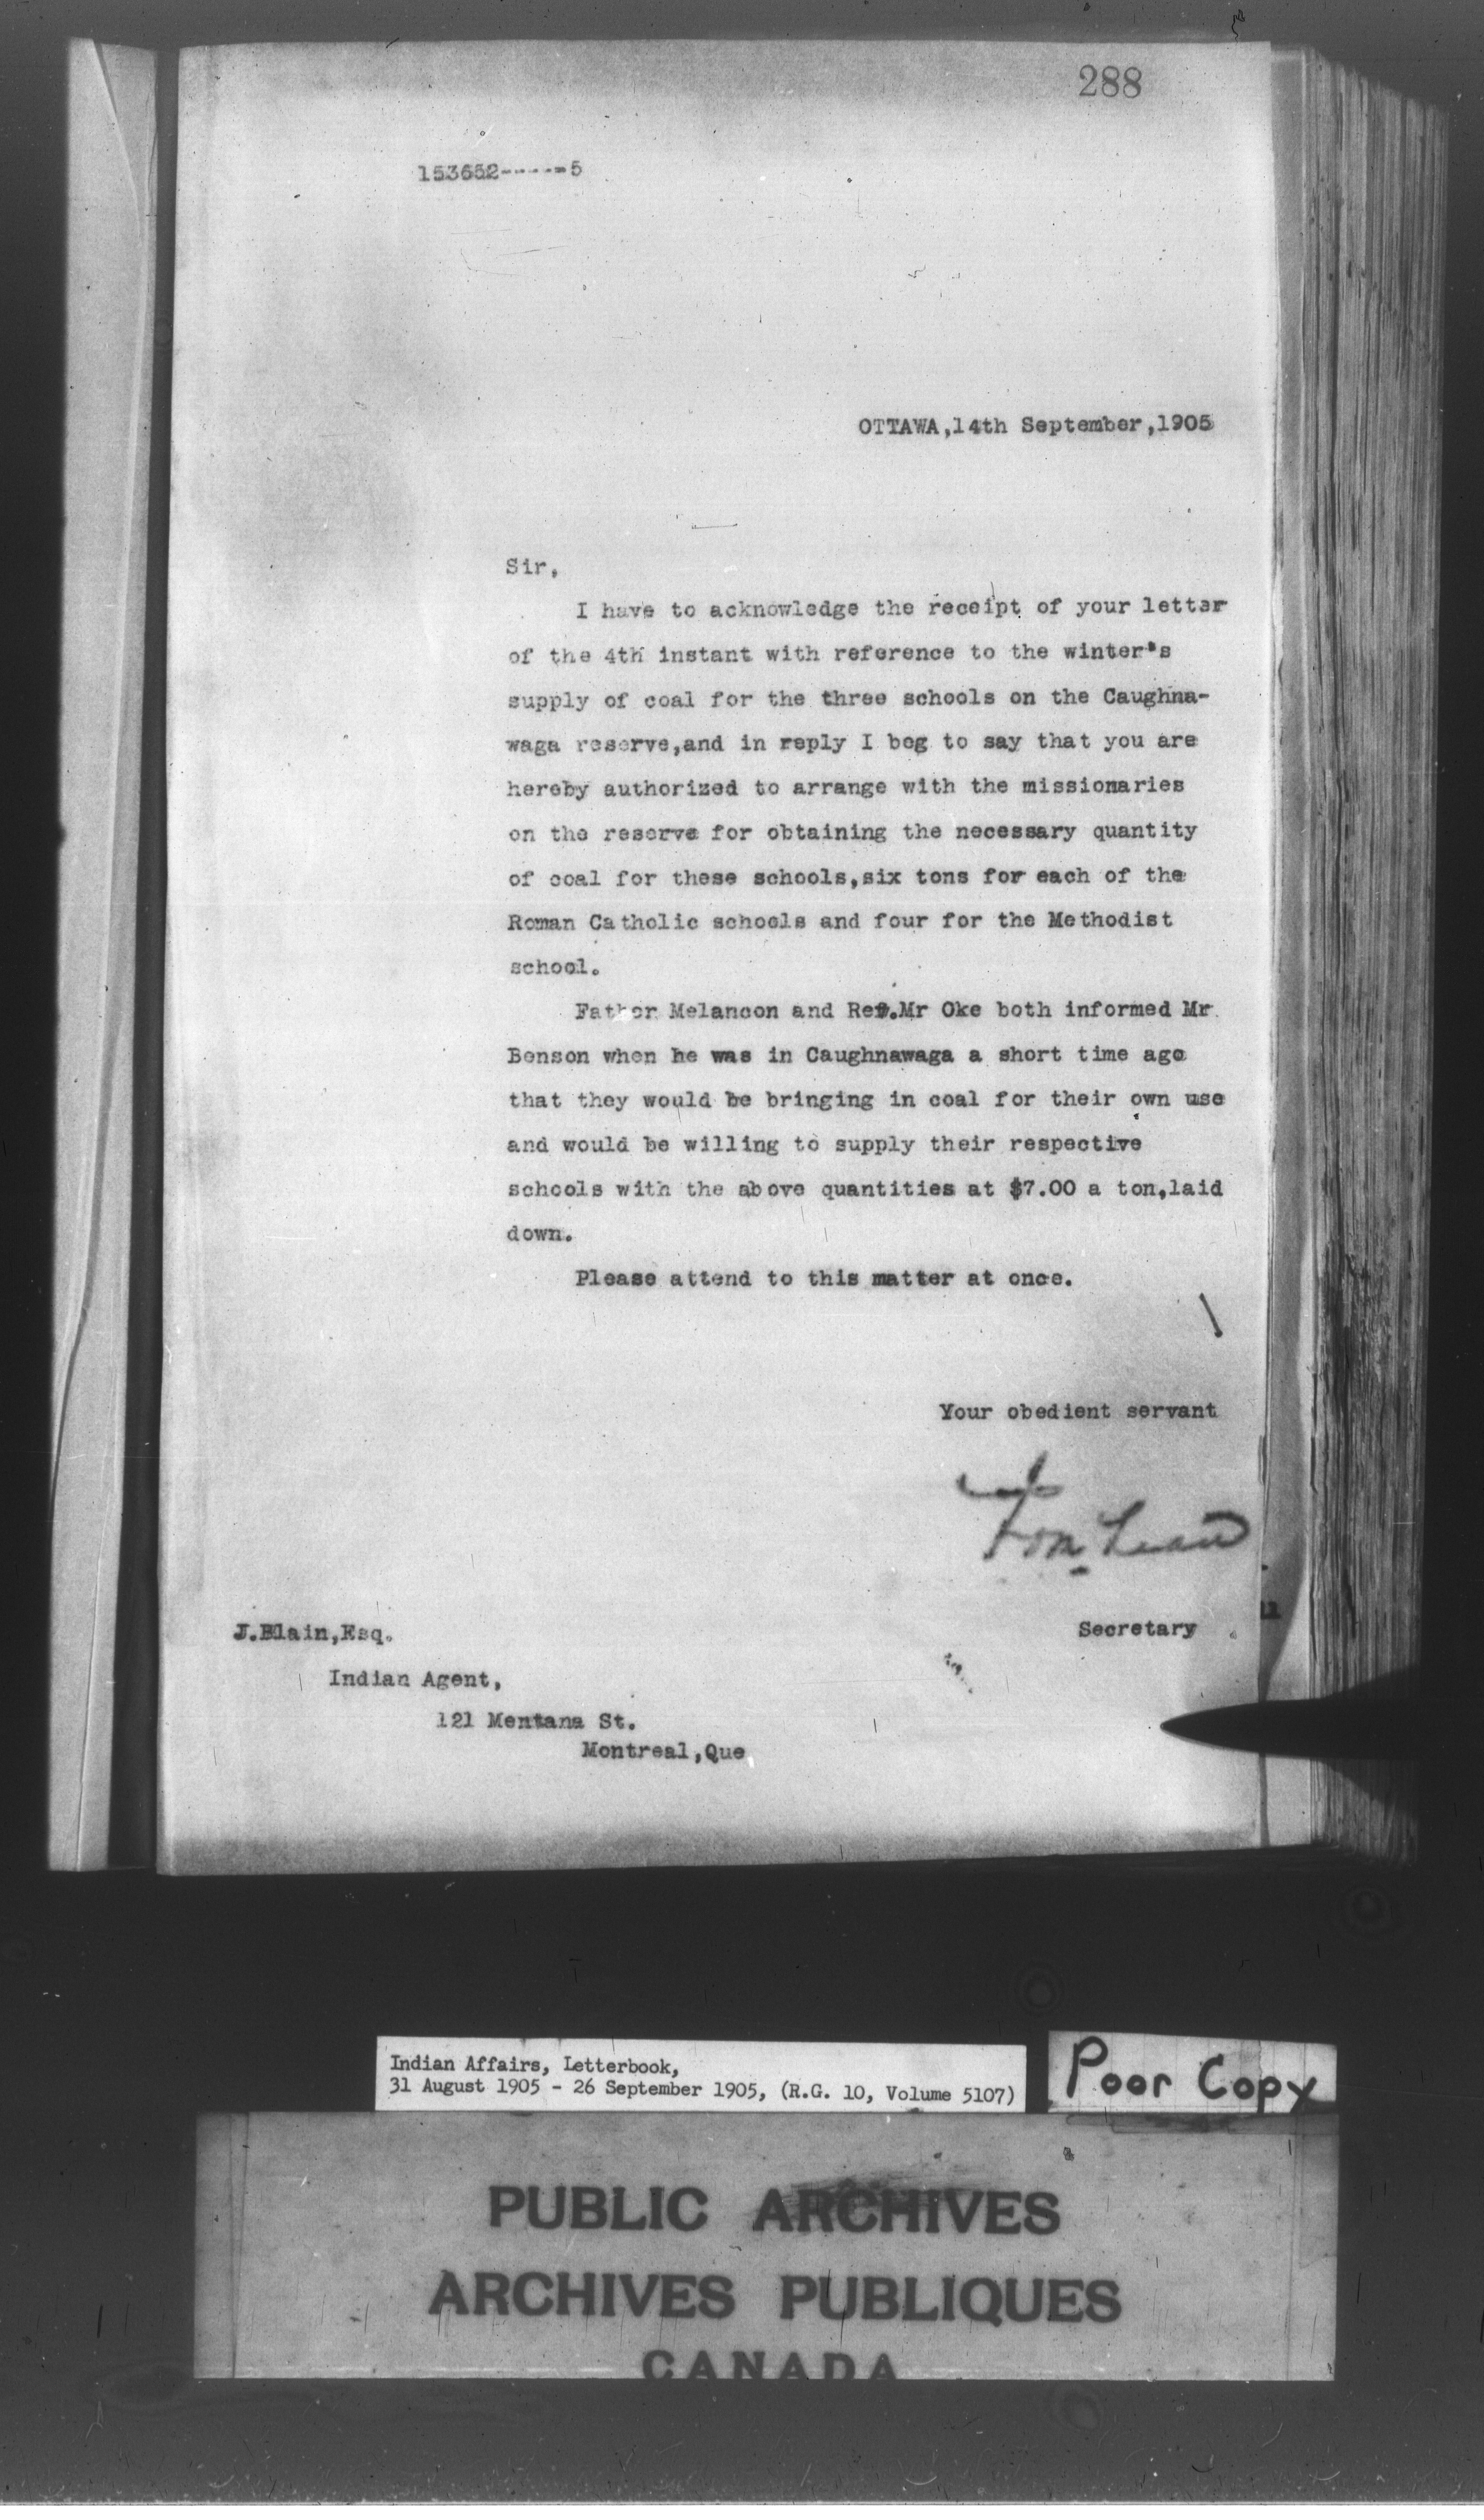 288
153652-----5
OTTAWA,14th September,1905
Sir,
I have to acknowledge the receipt of your letter
of the 4th instant with reference to the winter's
supply of coal for the three schools on the Caughna-
waga reserve,and in reply I beg to say that you are
hereby authorized to arrange with the missionaries
on the reserve for obtaining the necessary quantity
of coal for these schools,six tons for each of the
Roman Catholic schools and four for the Methodist
school.
Father Melancon and Rev.Mr Oke both informed Mr
Benson when he was in Caughnawaga a short time ago
that they would be bringing in coal for their own use
and would be willing to supply their respective
schools with the above quantities at $7.00 a ton,laid
down.
Please attend to this matter at once.
Your obedient servant
Secretary
J.Blain,Esq.
Indian Agent,
121 Mentana St.
Montreal,Que
Indian Affairs, Letterbook,
31 August 1905 - 26 September 1905, (R.G. 10, Volume 5107)
Poor Copy
PUBLIC ARCHIVES
ARCHIVES PUBLIQUES
CANADA